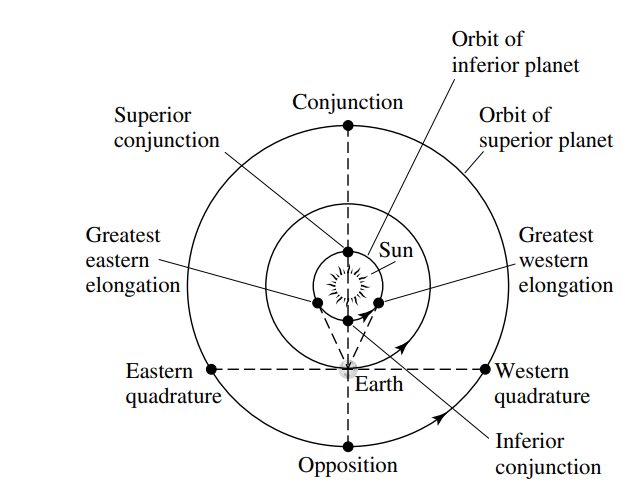 Orbit of
inferior planet
Conjunction
Superior
conjunction
Orbit of
superior planet
Greatest
eastern
elongation
Sun
Greatest
western
elongation
Eastern
quadrature
Earth
Western
quadrature
Inferior
conjunction
Opposition